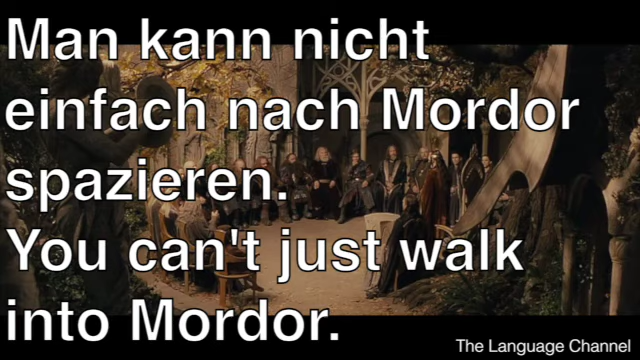 Man kann nicht
einfach nach Mordor
spazieren.
You can't just walk
into Mordor.
The Language Channel